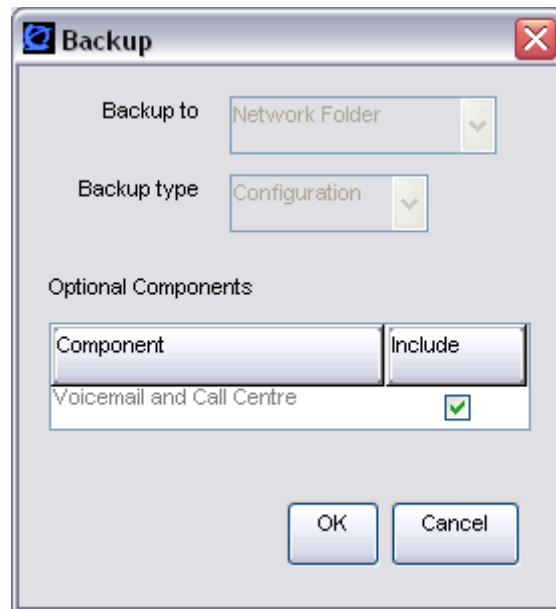 Backup
Backup to Network Folder
Backup type Configuration
Optional Components
Component Include
Voicemail and Call Centre
OK Cancel